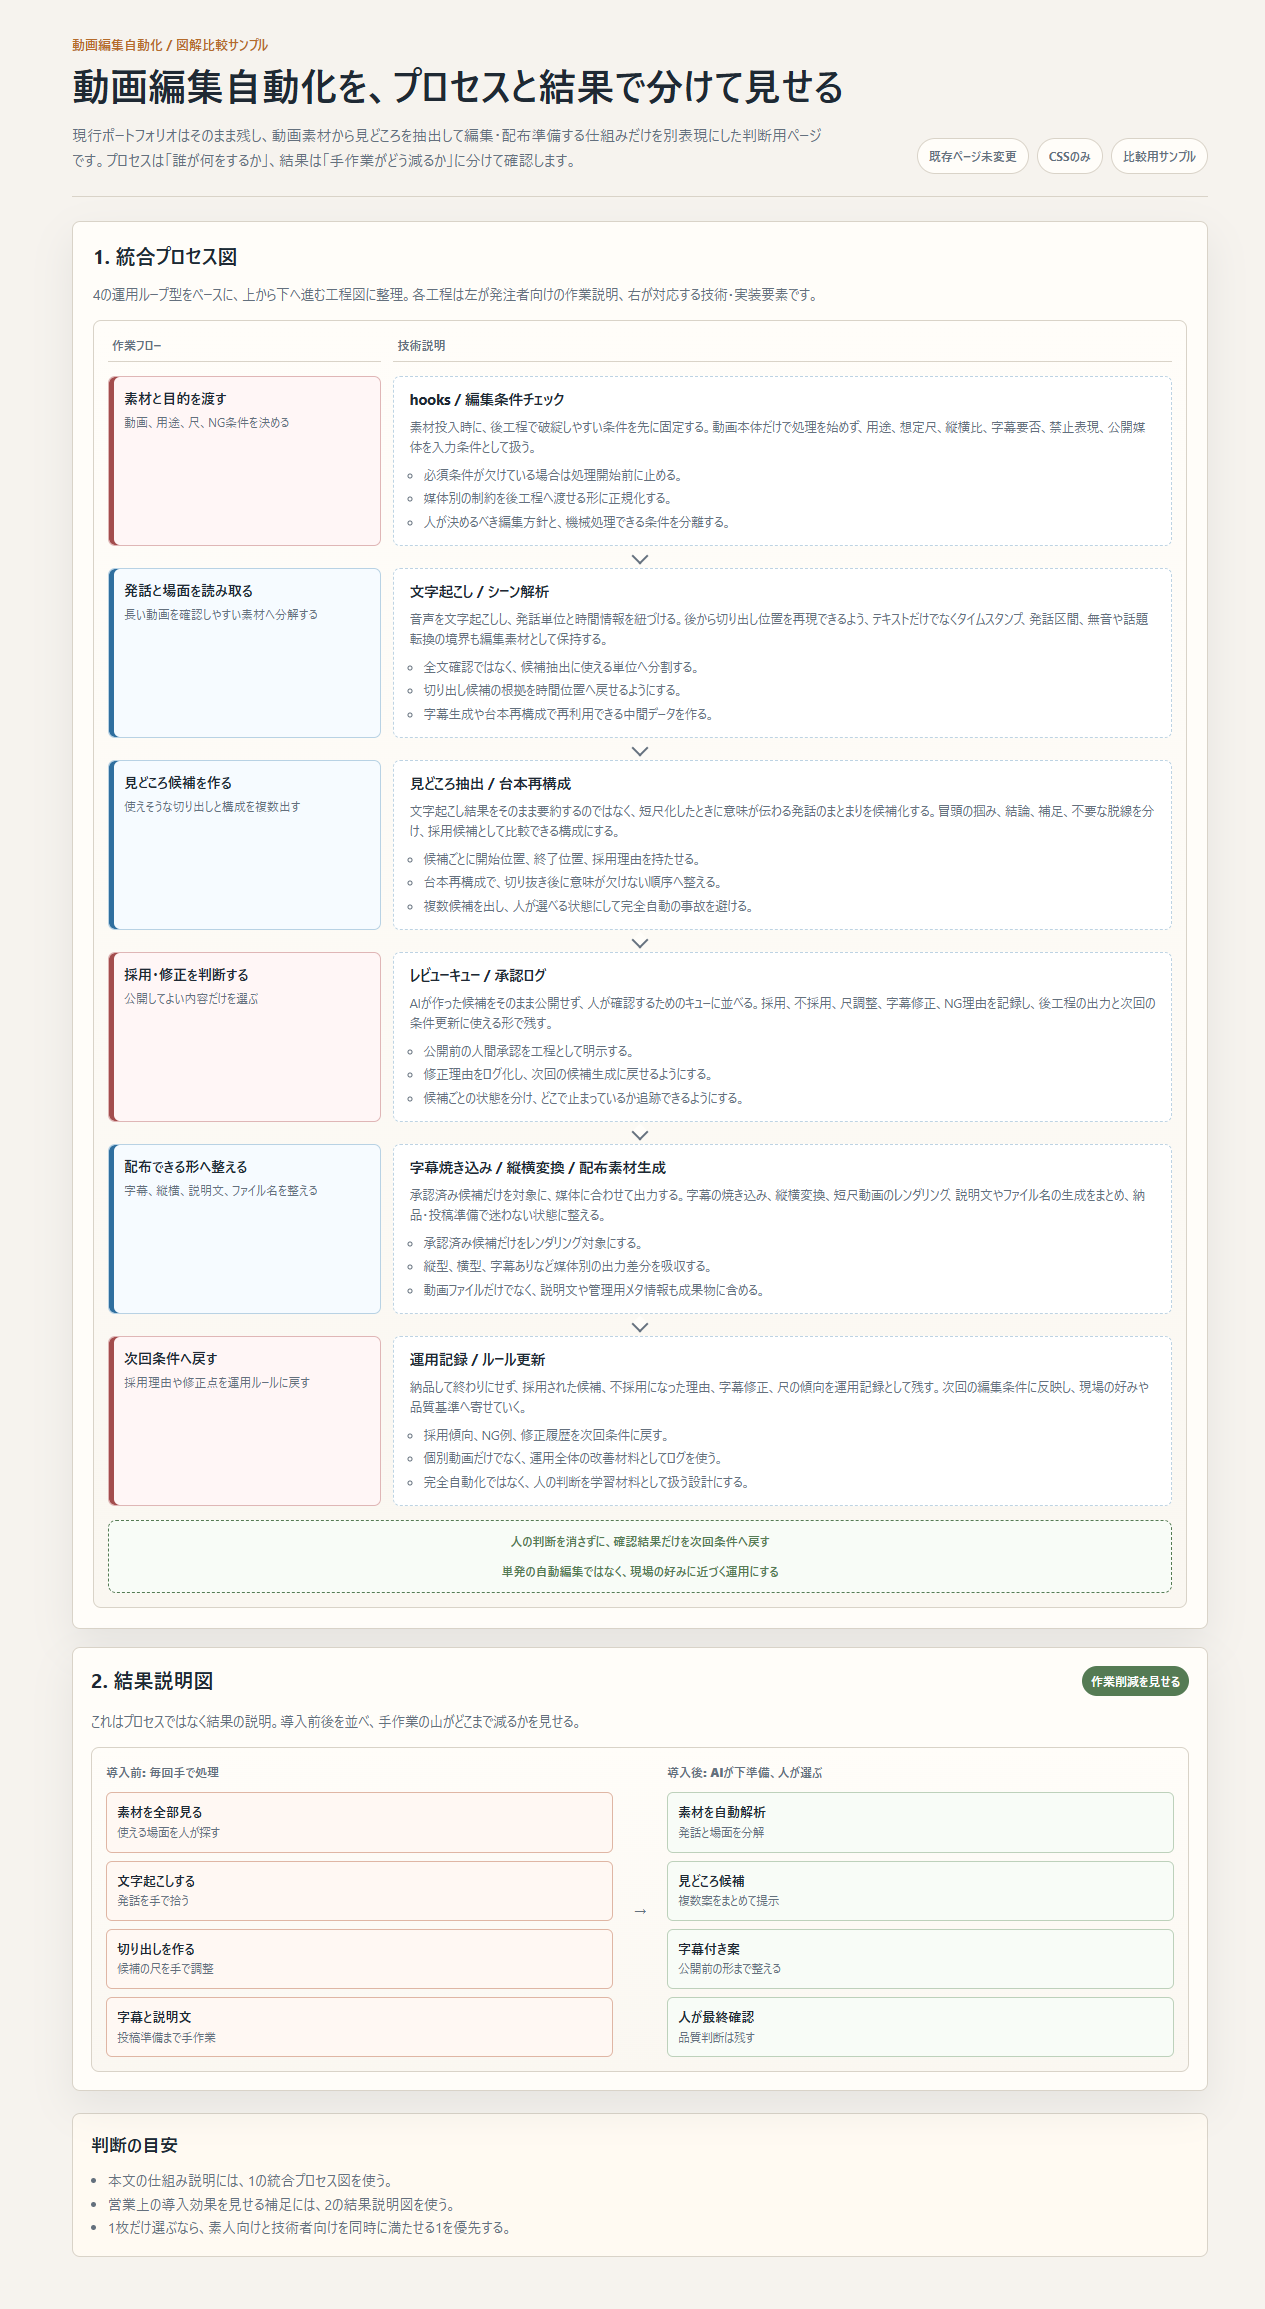 動画編集自動化 / 図解比較サンプル
動画編集自動化を、プロセスと結果で分けて見せる
現行ポートフォリオはそのまま残し、動画素材から見どころを抽出して編集・配布準備する仕組みだけを別表現にした判断用ページ
です。プロセスは「誰が何をするか」、結果は「手作業がどう減るか」に分けて確認します。
既存ページ未変更
CSSのみ
比較用サンプル
1. 統合プロセス図
4の運用ループ型をベースに、上から下へ進む工程図に整理。各工程は左が発注者向けの作業説明、右が対応する技術・実装要素です。
作業フロー
技術説明
素材と目的を渡す
動画、用途、尺、NG条件を決める
hooks / 編集条件チェック
素材投入時に、後工程で破綻しやすい条件を先に固定する。動画本体だけで処理を始めず、用途、想定尺、縦横比、字幕要否、禁止表現、公開媒
体を入力条件として扱う。
必須条件が欠けている場合は処理開始前に止める。
媒体別の制約を後工程へ渡せる形に正規化する。
人が決めるべき編集方針と、機械処理できる条件を分離する。
発話と場面を読み取る
長い動画を確認しやすい素材へ分解する
文字起こし / シーン解析
音声を文字起こしし、発話単位と時間情報を紐づける。後から切り出し位置を再現できるよう、テキストだけでなくタイムスタンプ、発話区間、無音や話題
転換の境界も編集素材として保持する。
全文確認ではなく、候補抽出に使える単位へ分割する。
切り出し候補の根拠を時間位置へ戻せるようにする。
字幕生成や台本再構成で再利用できる中間データを作る。
見どころ候補を作る
使えそうな切り出しと構成を複数出す
見どころ抽出 / 台本再構成
文字起こし結果をそのまま要約するのではなく、短尺化したときに意味が伝わる発話のまとまりを候補化する。冒頭の掴み、結論、補足、不要な脱線を分
け、採用候補として比較できる構成にする。
候補ごとに開始位置、終了位置、採用理由を持たせる。
台本再構成で、切り抜き後に意味が欠けない順序へ整える。
複数候補を出し、人が選べる状態にして完全自動の事故を避ける。
採用・修正を判断する
公開してよい内容だけを選ぶ
レビューキュー / 承認ログ
AIが作った候補をそのまま公開せず、人が確認するためのキューに並べる。採用、不採用、尺調整、字幕修正、NG理由を記録し、後工程の出力と次回の
条件更新に使える形で残す。
公開前の人間承認を工程として明示する。
修正理由をログ化し、次回の候補生成に戻せるようにする。
候補ごとの状態を分け、どこで止まっているか追跡できるようにする。
配布できる形へ整える
字幕、縦横、説明文、ファイル名を整える
字幕焼き込み / 縦横変換 / 配布素材生成
承認済み候補だけを対象に、媒体に合わせて出力する。字幕の焼き込み、縦横変換、短尺動画のレンダリング、説明文やファイル名の生成をまとめ、納
品・投稿準備で迷わない状態に整える。
承認済み候補だけをレンダリング対象にする。
縦型、横型、字幕ありなど媒体別の出力差分を吸収する。
動画ファイルだけでなく、説明文や管理用メタ情報も成果物に含める。
次回条件へ戻す
採用理由や修正点を運用ルールに戻す
運用記録 / ルール更新
納品して終わりにせず、採用された候補、不採用になった理由、字幕修正、尺の傾向を運用記録として残す。次回の編集条件に反映し、現場の好みや
品質基準へ寄せていく。
採用傾向、NG例、修正履歴を次回条件に戻す。
個別動画だけでなく、運用全体の改善材料としてログを使う。
完全自動化ではなく、人の判断を学習材料として扱う設計にする。
人の判断を消さずに、確認結果だけを次回条件へ戻す
単発の自動編集ではなく、現場の好みに近づく運用にする
2. 結果説明図
作業削減を見せる
これはプロセスではなく結果の説明。導入前後を並べ、手作業の山がどこまで減るかを見せる。
導入前: 毎回手で処理
素材を全部見る
使える場面を人が探す
文字起こしする
発話を手で拾う
切り出しを作る
候補の尺を手で調整
字幕と説明文
投稿準備まで手作業
→
導入後: AIが下準備、人が選ぶ
素材を自動解析
発話と場面を分解
見どころ候補
複数案をまとめて提示
字幕付き案
公開前の形まで整える
人が最終確認
品質判断は残す
判断の目安
本文の仕組み説明には、1の統合プロセス図を使う。
営業上の導入効果を見せる補足には、2の結果説明図を使う。
1枚だけ選ぶなら、素人向けと技術者向けを同時に満たせる1を優先する。